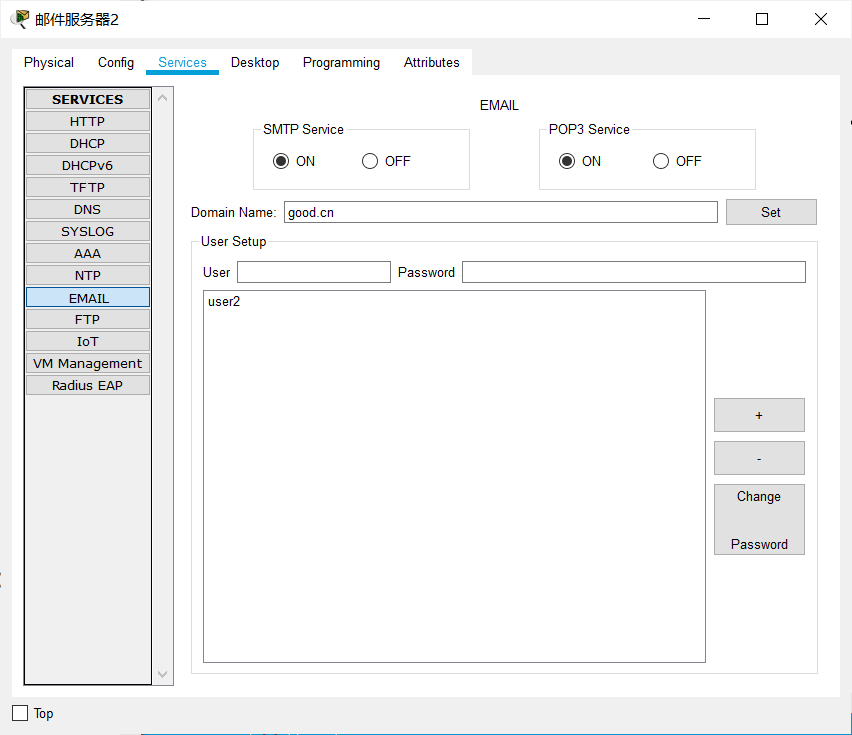 邮件服务器2
Physical Config Services Desktop Programming Attributes
SERVICES
HTTP
DHCP
DHCPv6
TFTP
DNS
SYSLOG
AAA
NTP
EMAIL
FTP
IoT
VM Management
Radius EAP
EMAIL
SMTP Service
ON OFF
POP3 Service
ON OFF
Domain Name: good.cn Set
User Setup
User Password
user2
+
-
Change
Password
Top